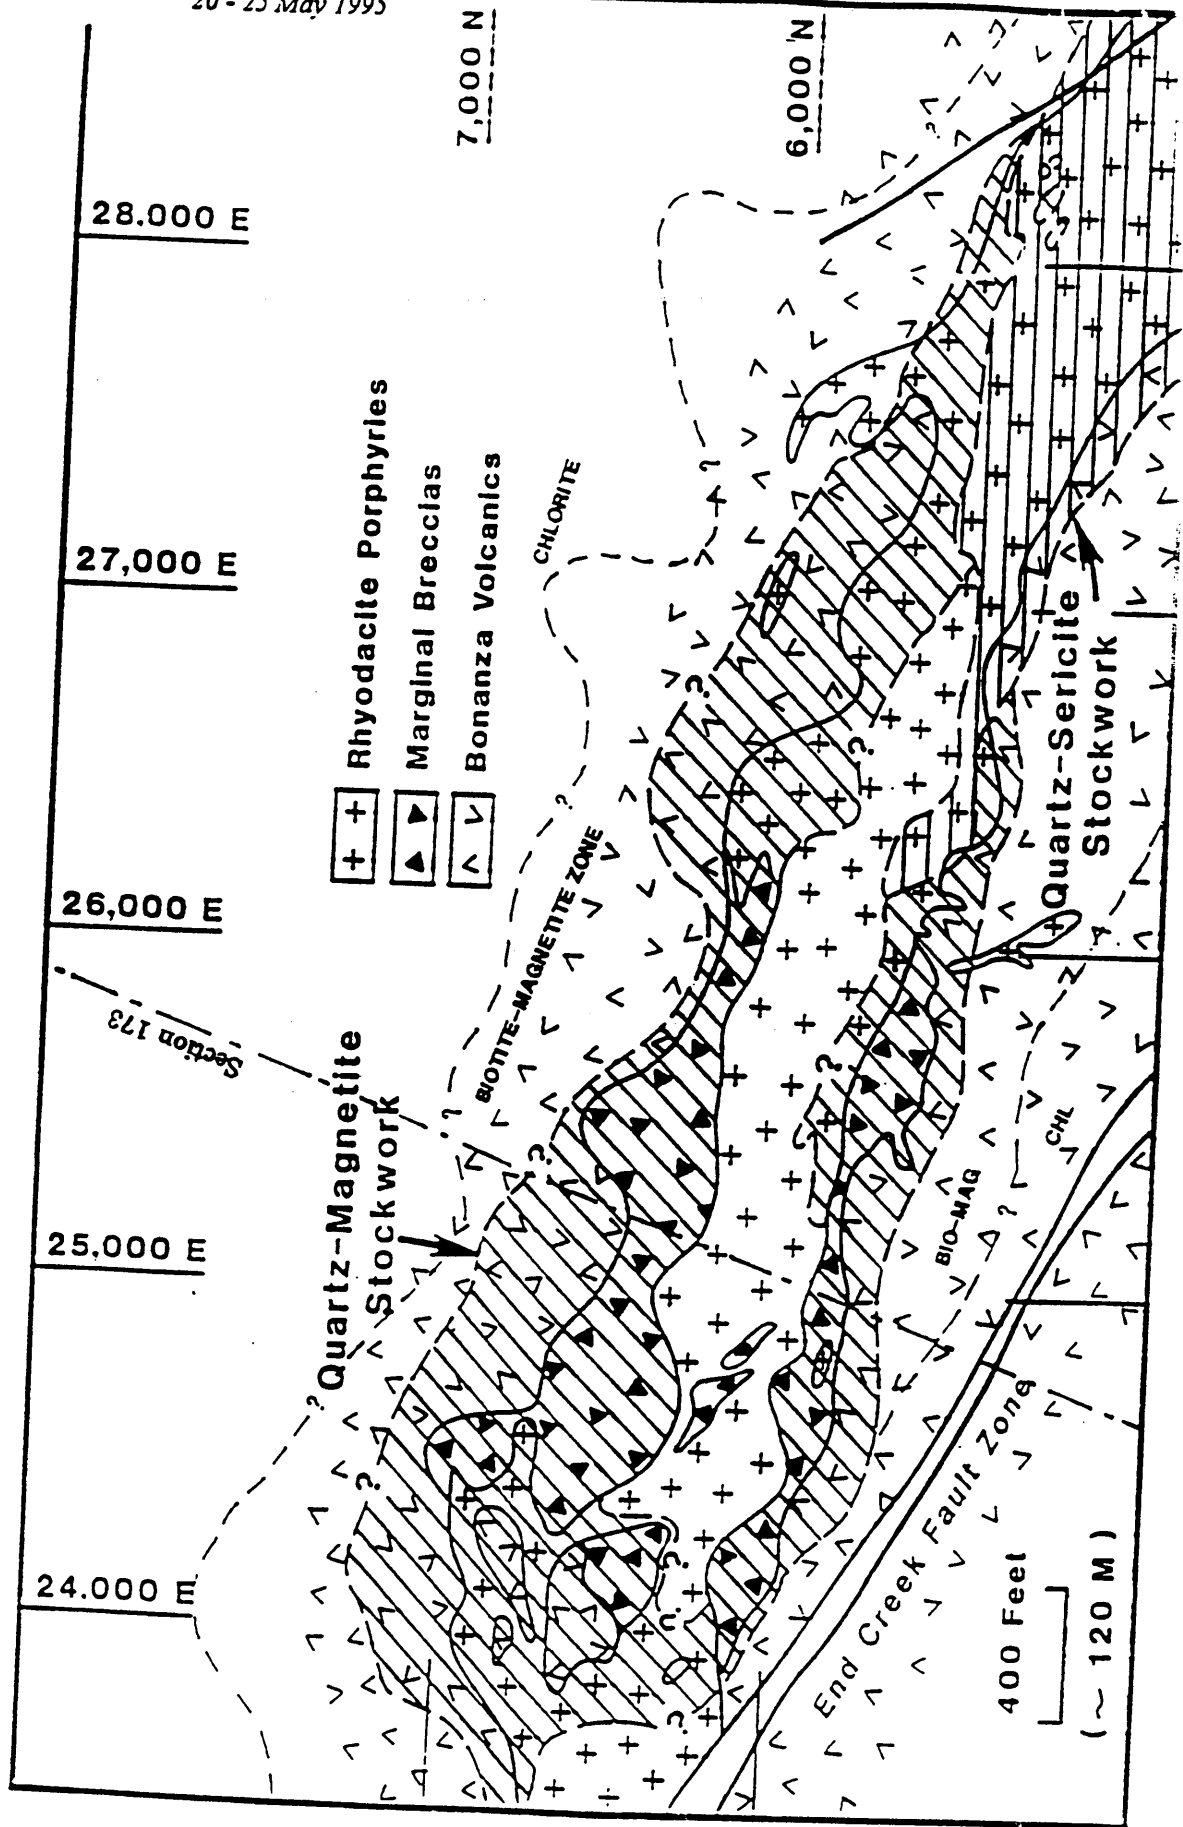 20 - 25 May 1995
28.000 E
27,000 E
26,000 E
25,000 E
24.000 E
7,000 N
6,000 N
Rhyodacite Porphyries
Marginal Breccias
Bonanza Volcanics
CHLORITE
BIOTITE-MAGNETITE ZONE
Section 173
Quartz-Magnetite
Stockwork
Quartz-Sericite
Stockwork
CHL
BIO-MAG
End Creek Fault Zone
400 Feet
(~ 120 M)